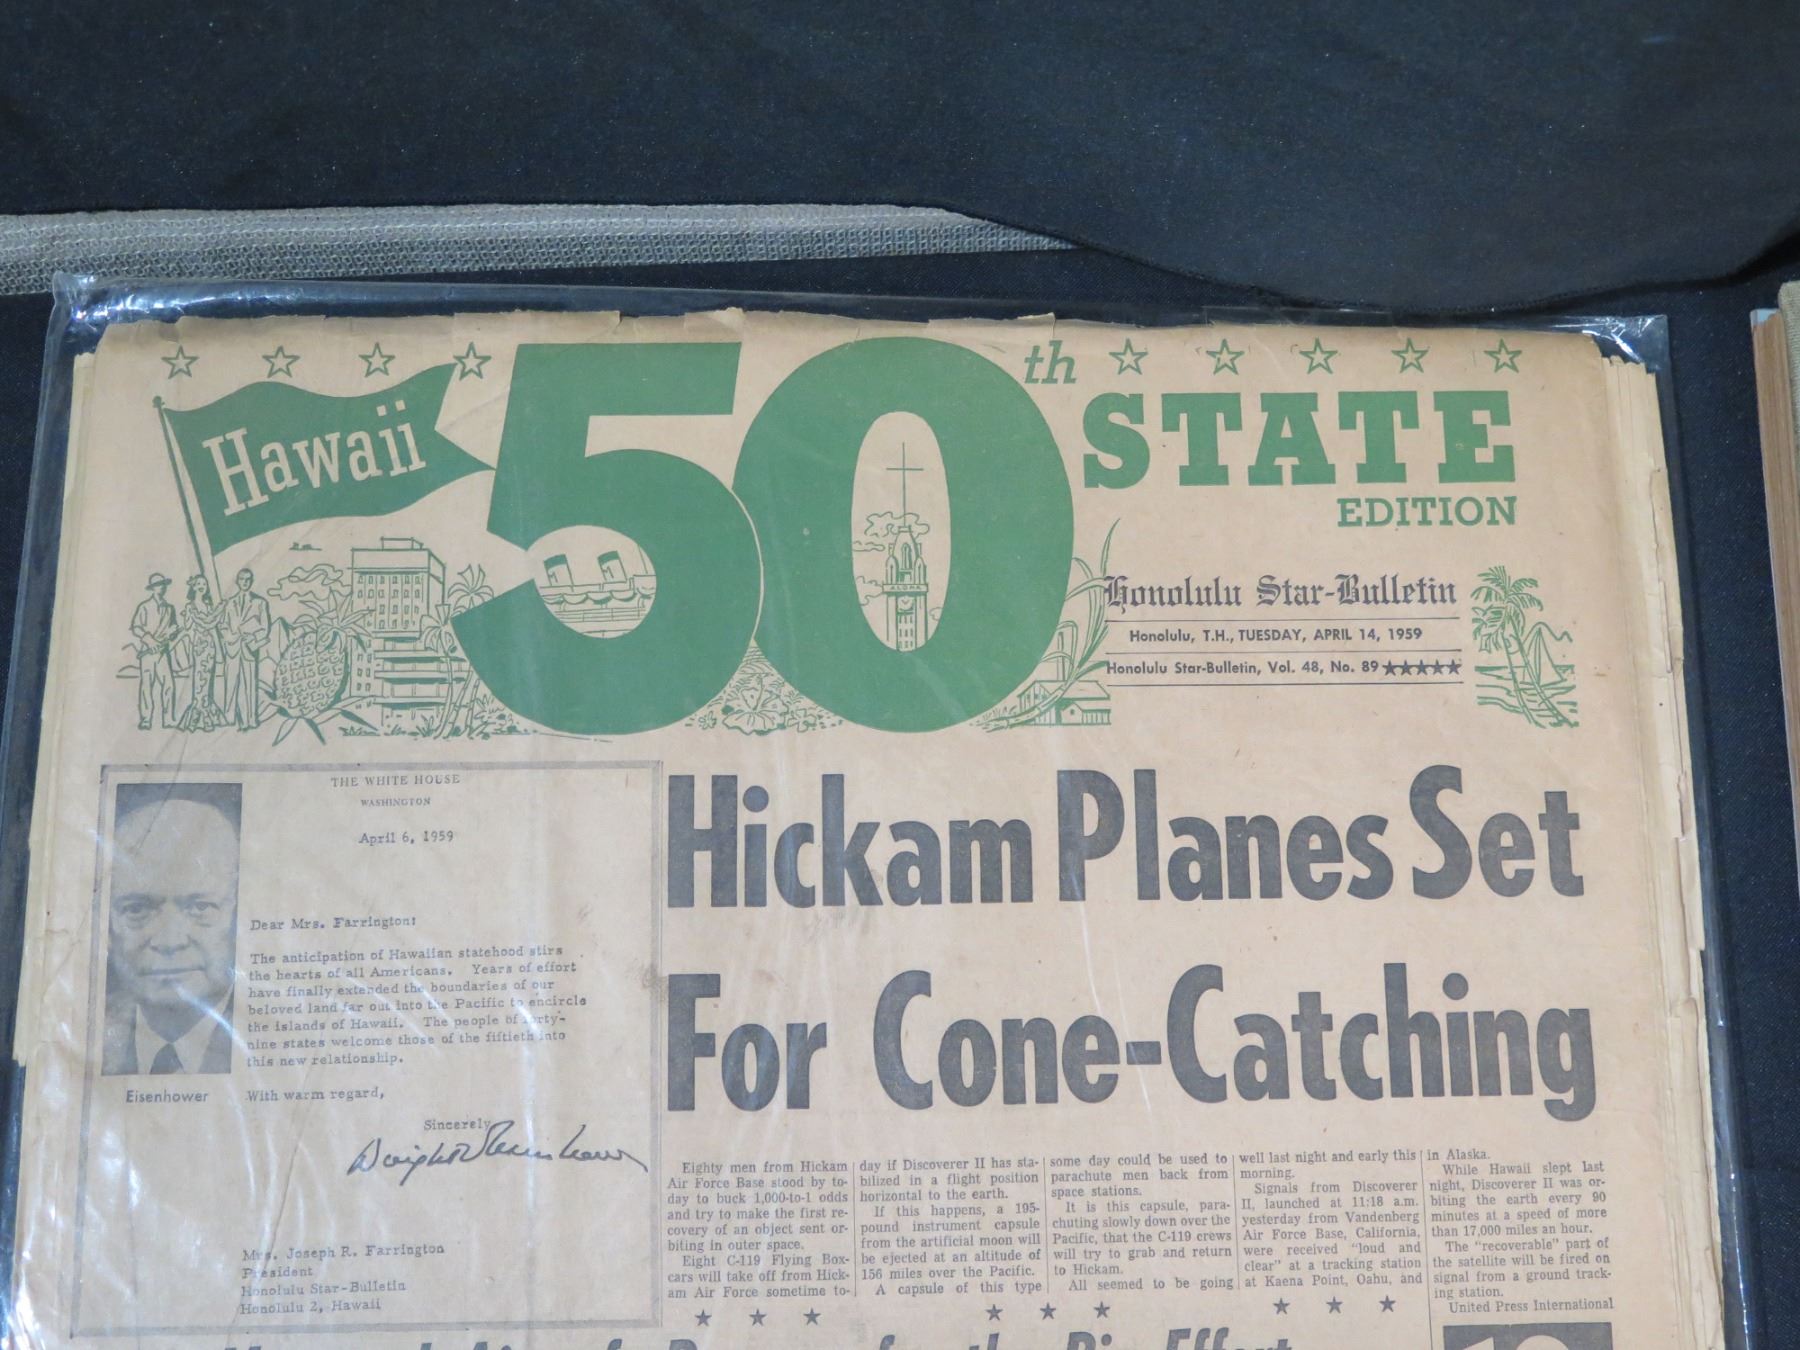 Hawaii
50th
STATE
EDITION
ALOHA
Honolulu Star-Bulletin
Honolulu, T.H., TUESDAY, APRIL 14, 1959
Honolulu Star-Bulletin, Vol. 48, No. 89 ★★★★★
THE WHITE HOUSE
WASHINGTON
April 6, 1959
Dear Mrs. Farrington:
The anticipation of Hawaiian statehood stirs
the hearts of all Americans. Years of effort
have finally extended the boundaries of our
beloved land far out into the Pacific to encircle
the islands of Hawaii. The people of forty-
nine states welcome those of the fiftieth into
this new relationship.
Eisenhower
With warm regard,
Sincerely
Dwight D. Eisenhower
Mrs. Joseph R. Farrington
President
Honolulu Star-Bulletin
Honolulu 2, Hawaii
Hickam Planes Set
For Cone-Catching
Eighty men from Hickam
Air Force Base stood by to-
day to buck 1,000-to-1 odds
and try to make the first re-
covery of an object sent or-
biting in outer space.
Eight C-119 Flying Box-
cars will take off from Hick-
am Air Force sometime to-
day if Discoverer II has sta-
bilized in a flight position
horizontal to the earth.
If this happens, a 195-
pound instrument capsule
from the artificial moon will
be ejected at an altitude of
156 miles over the Pacific.
A capsule of this type
some day could be used to
parachute men back from
space stations.
It is this capsule, para-
chuting slowly down over the
Pacific, that the C-119 crews
will try to grab and return
to Hickam.
All seemed to be going
well last night and early this
morning.
Signals from Discoverer
II, launched at 11:18 a.m.
yesterday from Vandenberg
Air Force Base, California,
were received "loud and
clear" at a tracking station
at Kaena Point, Oahu, and
in Alaska.
While Hawaii slept last
night, Discoverer II was or-
biting the earth every 90
minutes at a speed of more
than 17,000 miles an hour.
The "recoverable" part of
the satellite will be fired on
signal from a ground track-
ing station.
United Press International